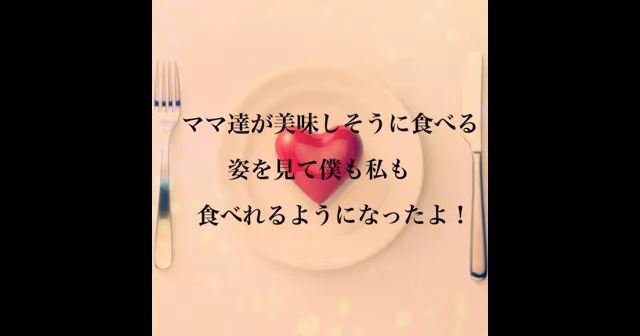 ママ達が美味しそうに食べる
姿を見て僕も私も
食べれるようになったよ！